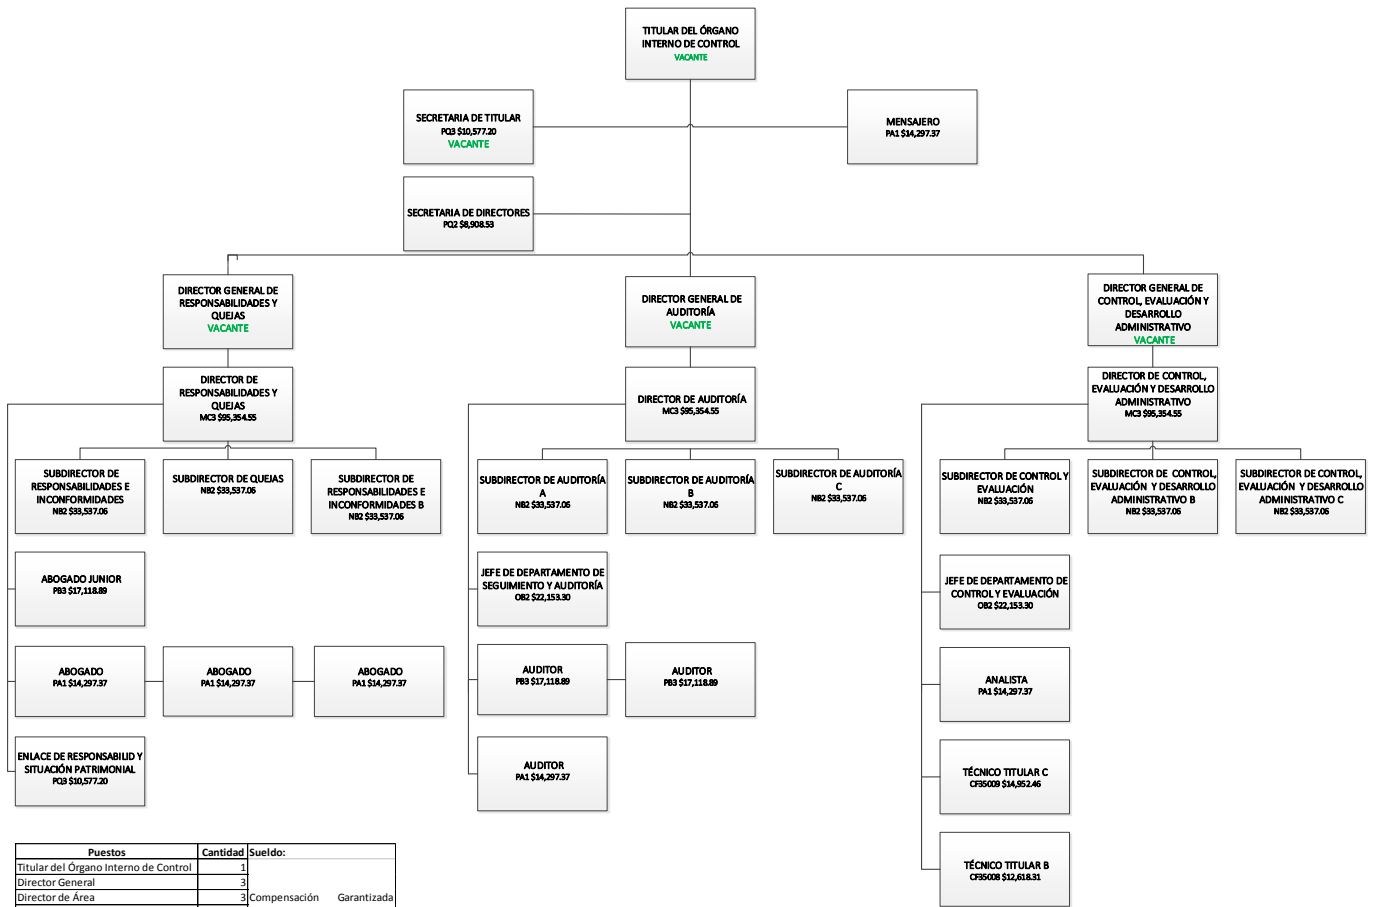 TITULAR DEL ÓRGANO
INTERNO DE CONTROL
VACANTE
SECRETARIA DE TITULAR
PQ3 $10,577.20
VACANTE
MENSAJERO
PA1 $14,297.37
SECRETARIA DE DIRECTORES
PQ2 $8,908.53
DIRECTOR GENERAL DE
RESPONSABILIDADES Y
QUEJAS
VACANTE
DIRECTOR GENERAL DE
AUDITORÍA
VACANTE
DIRECTOR GENERAL DE
CONTROL, EVALUACIÓN Y
DESARROLLO
ADMINISTRATIVO
VACANTE
DIRECTOR DE
RESPONSABILIDADES Y
QUEJAS
MC3 $95,354.55
DIRECTOR DE AUDITORÍA
MC3 $95,354.55
DIRECTOR DE CONTROL,
EVALUACIÓN Y DESARROLLO
ADMINISTRATIVO
MC3 $95,354.55
SUBDIRECTOR DE
RESPONSABILIDADES E
INCONFORMIDADES
NB2 $33,537.06
SUBDIRECTOR DE QUEJAS
NB2 $33,537.06
SUBDIRECTOR DE
RESPONSABILIDADES E
INCONFORMIDADES B
NB2 $33,537.06
SUBDIRECTOR DE AUDITORÍA
A
NB2 $33,537.06
SUBDIRECTOR DE AUDITORÍA
B
NB2 $33,537.06
SUBDIRECTOR DE AUDITORÍA
C
NB2 $33,537.06
SUBDIRECTOR DE CONTROL Y
EVALUACIÓN
NB2 $33,537.06
SUBDIRECTOR DE CONTROL,
EVALUACIÓN Y DESARROLLO
ADMINISTRATIVO B
NB2 $33,537.06
SUBDIRECTOR DE CONTROL,
EVALUACIÓN Y DESARROLLO
ADMINISTRATIVO C
NB2 $33,537.06
ABOGADO JUNIOR
PB3 $17,118.89
JEFE DE DEPARTAMENTO DE
SEGUIMIENTO Y AUDITORÍA
OB2 $22,153.30
JEFE DE DEPARTAMENTO DE
CONTROL Y EVALUACIÓN
OB2 $22,153.30
ABOGADO
PA1 $14,297.37
ABOGADO
PA1 $14,297.37
ABOGADO
PA1 $14,297.37
AUDITOR
PB3 $17,118.89
AUDITOR
PB3 $17,118.89
ANALISTA
PA1 $14,297.37
ENLACE DE RESPONSABILID Y
SITUACIÓN PATRIMONIAL
PQ3 $10,577.20
AUDITOR
PA1 $14,297.37
TÉCNICO TITULAR C
CF35009 $14,952.46
TÉCNICO TITULAR B
CF35008 $12,618.31
Puestos Cantidad Sueldo:
Titular del Órgano Interno de Control 1
Director General 3
Director de Área 3 Compensación Garantizada